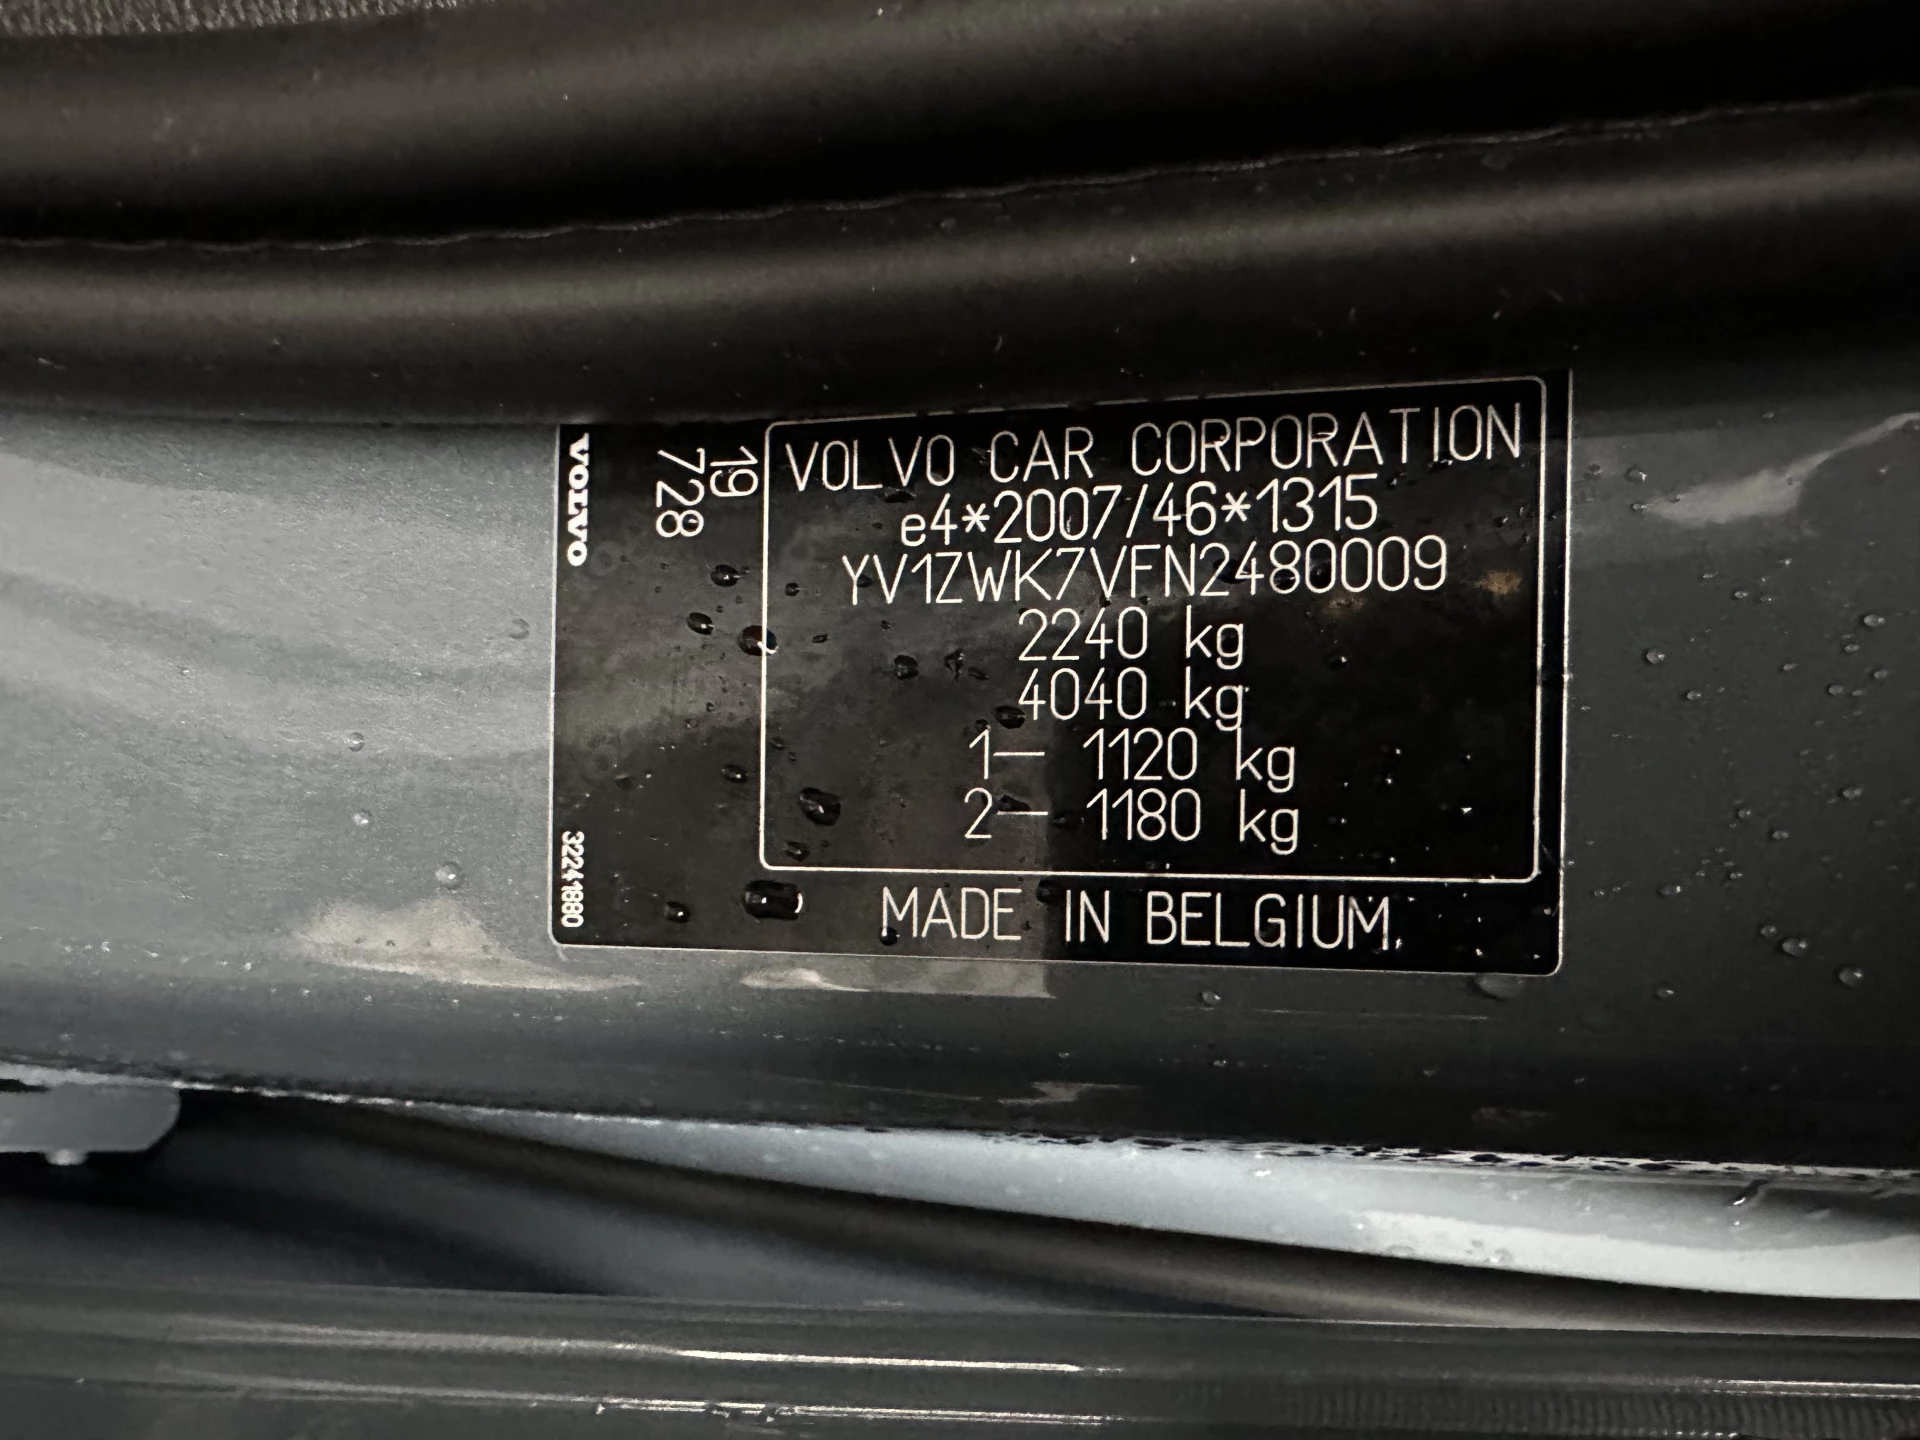 VOLVO
32241880
19
728
VOLVO CAR CORPORATION
e4*2007/46*1315
YV1ZWK7VFN2480009
2240 kg
4040 kg
1— 1120 kg
2— 1180 kg
MADE IN BELGIUM.